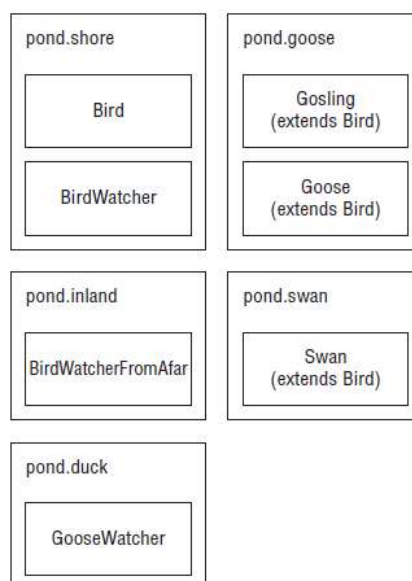 pond.shore
Bird
BirdWatcher
pond.goose
Gosling
(extends Bird)
Goose
(extends Bird)
pond.inland
BirdWatcherFromAfar
pond.swan
Swan
(extends Bird)
pond.duck
GooseWatcher